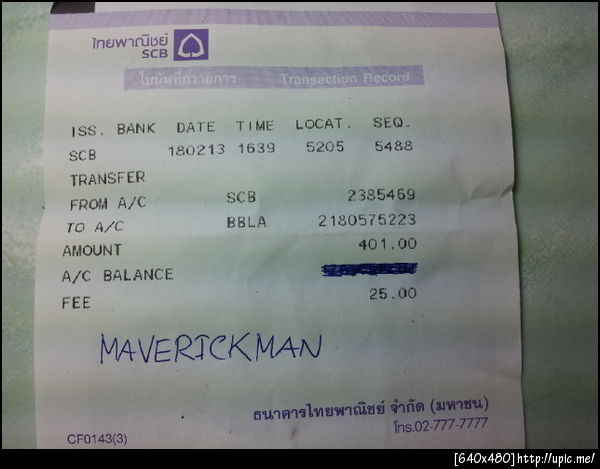 ไทยพาณิชย์
SCB
ใบบันทึกรายการ Transaction Record
ISS. BANK DATE TIME LOCAT. SEQ.
SCB 180213 1639 5205 5488
TRANSFER
FROM A/C SCB 2385469
TO A/C BBLA 2180575223
AMOUNT 401.00
A/C BALANCE
FEE 25.00
MAVERICKMAN
ธนาคารไทยพาณิชย์ จำกัด (มหาชน)
โทร.02-777-7777
CF0143(3)
[640x480]http://upic.me/